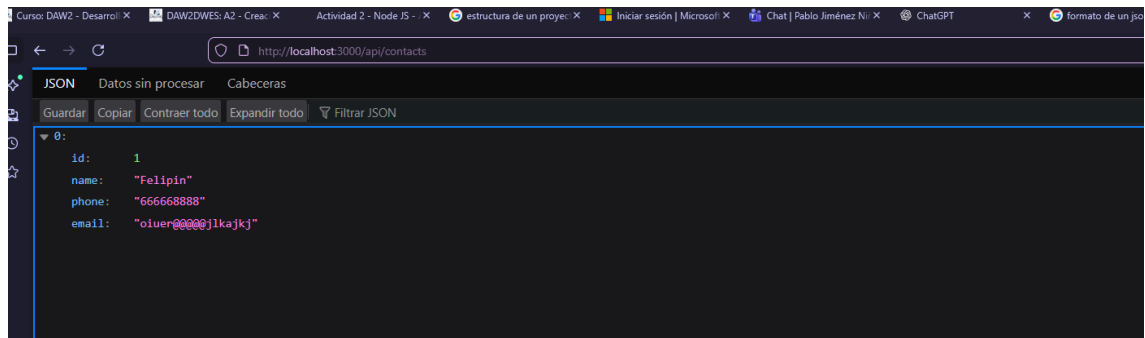 Curso: DAW2 - Desarroll DAW2DWES: A2 - Creac Actividad 2 - Node JS - estructura de un proyec Iniciar sesión | Microsoft Chat | Pablo Jiménez Nir ChatGPT formato de un jso
http://localhost:3000/api/contacts
JSON Datos sin procesar Cabeceras
Guardar Copiar Contraer todo Expandir todo Filtrar JSON
0:
id: 1
name: "Felipin"
phone: "666668888"
email: "oiuer@@@@@jlkajkj"